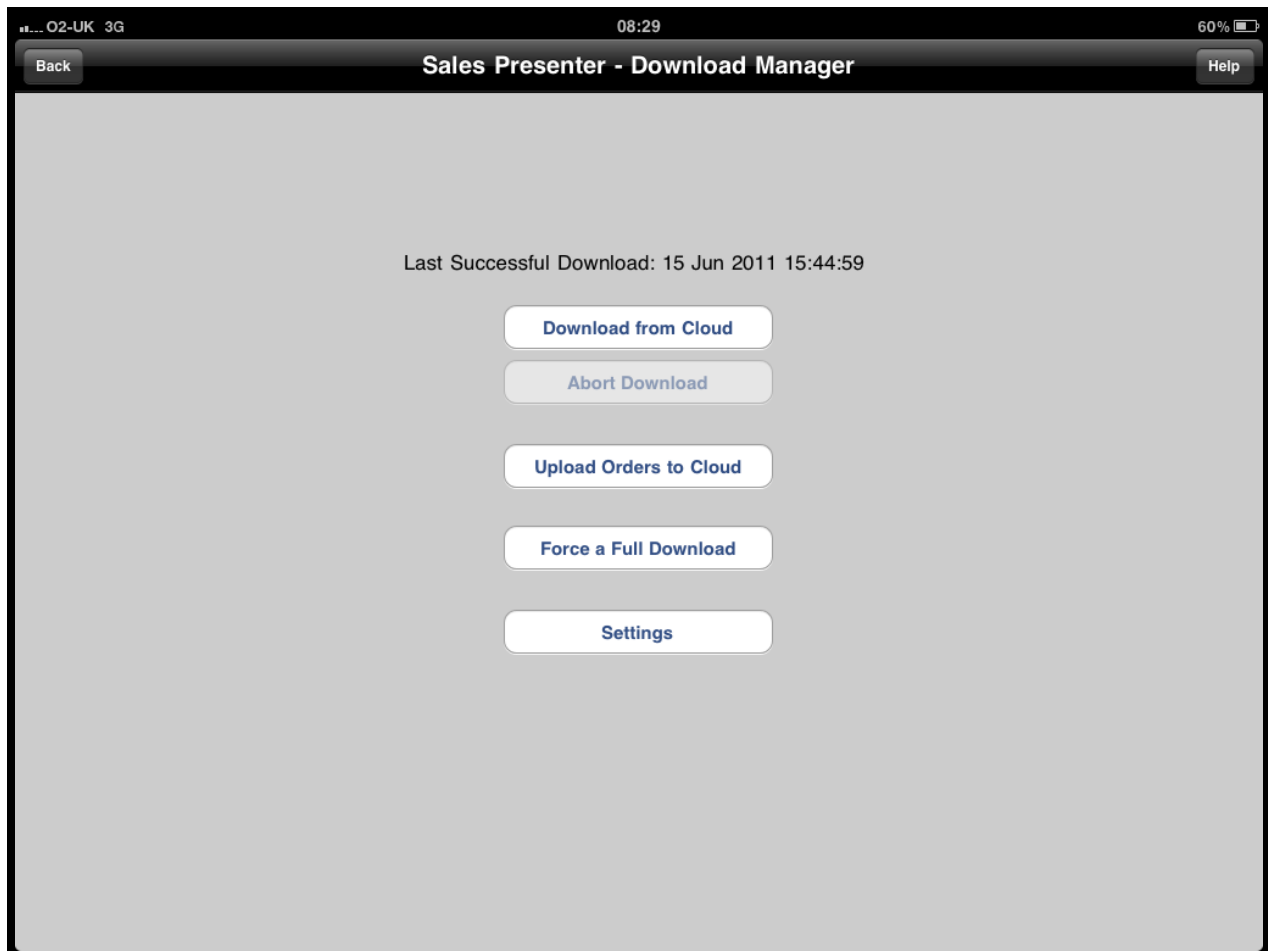 O2-UK 3G 08:29 60%
Back Sales Presenter - Download Manager Help
Last Successful Download: 15 Jun 2011 15:44:59
Download from Cloud
Abort Download
Upload Orders to Cloud
Force a Full Download
Settings